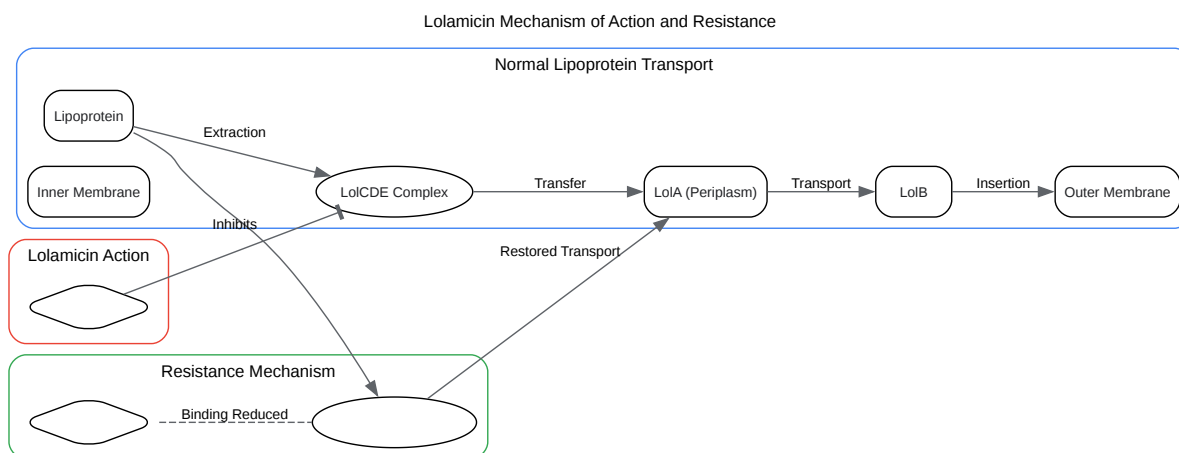 Lolamicin Mechanism of Action and Resistance
Normal Lipoprotein Transport
Lipoprotein
Extraction
Inner Membrane
LolCDE Complex
Transfer
LolA (Periplasm)
Transport
LolB
Insertion
Outer Membrane
Inhibits
Restored Transport
Lolamicin Action
Resistance Mechanism
Binding Reduced